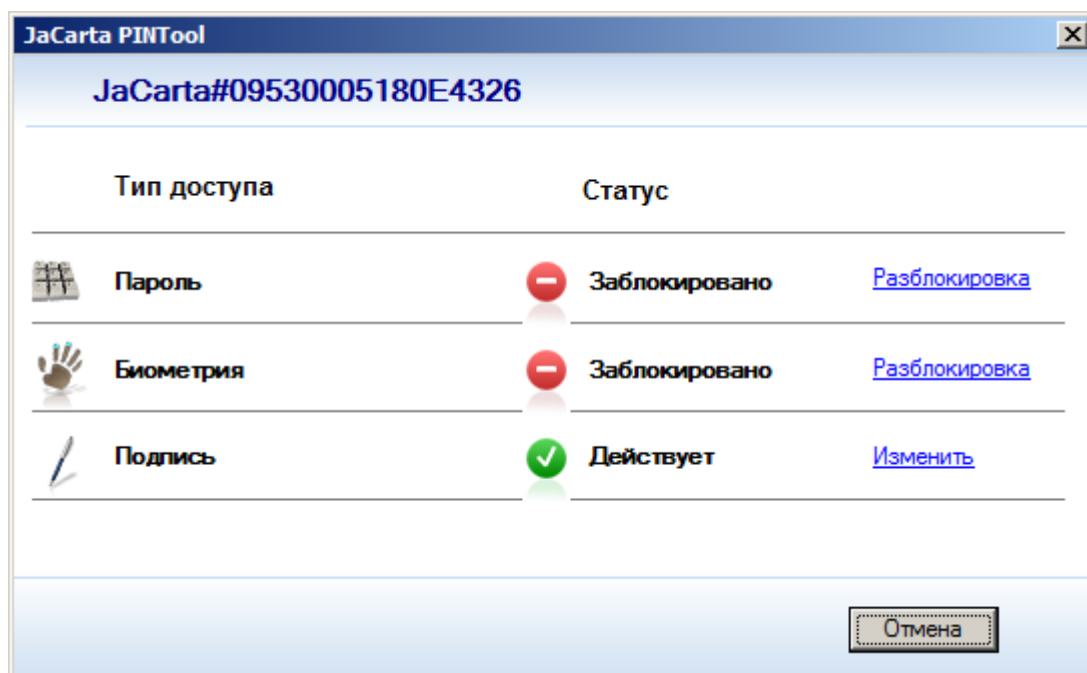 JaCarta PINTool
JaCarta#09530005180E4326
Тип доступа Статус
Пароль Заблокировано Разблокировка
Биометрия Заблокировано Разблокировка
Подпись Действует Изменить
Отмена